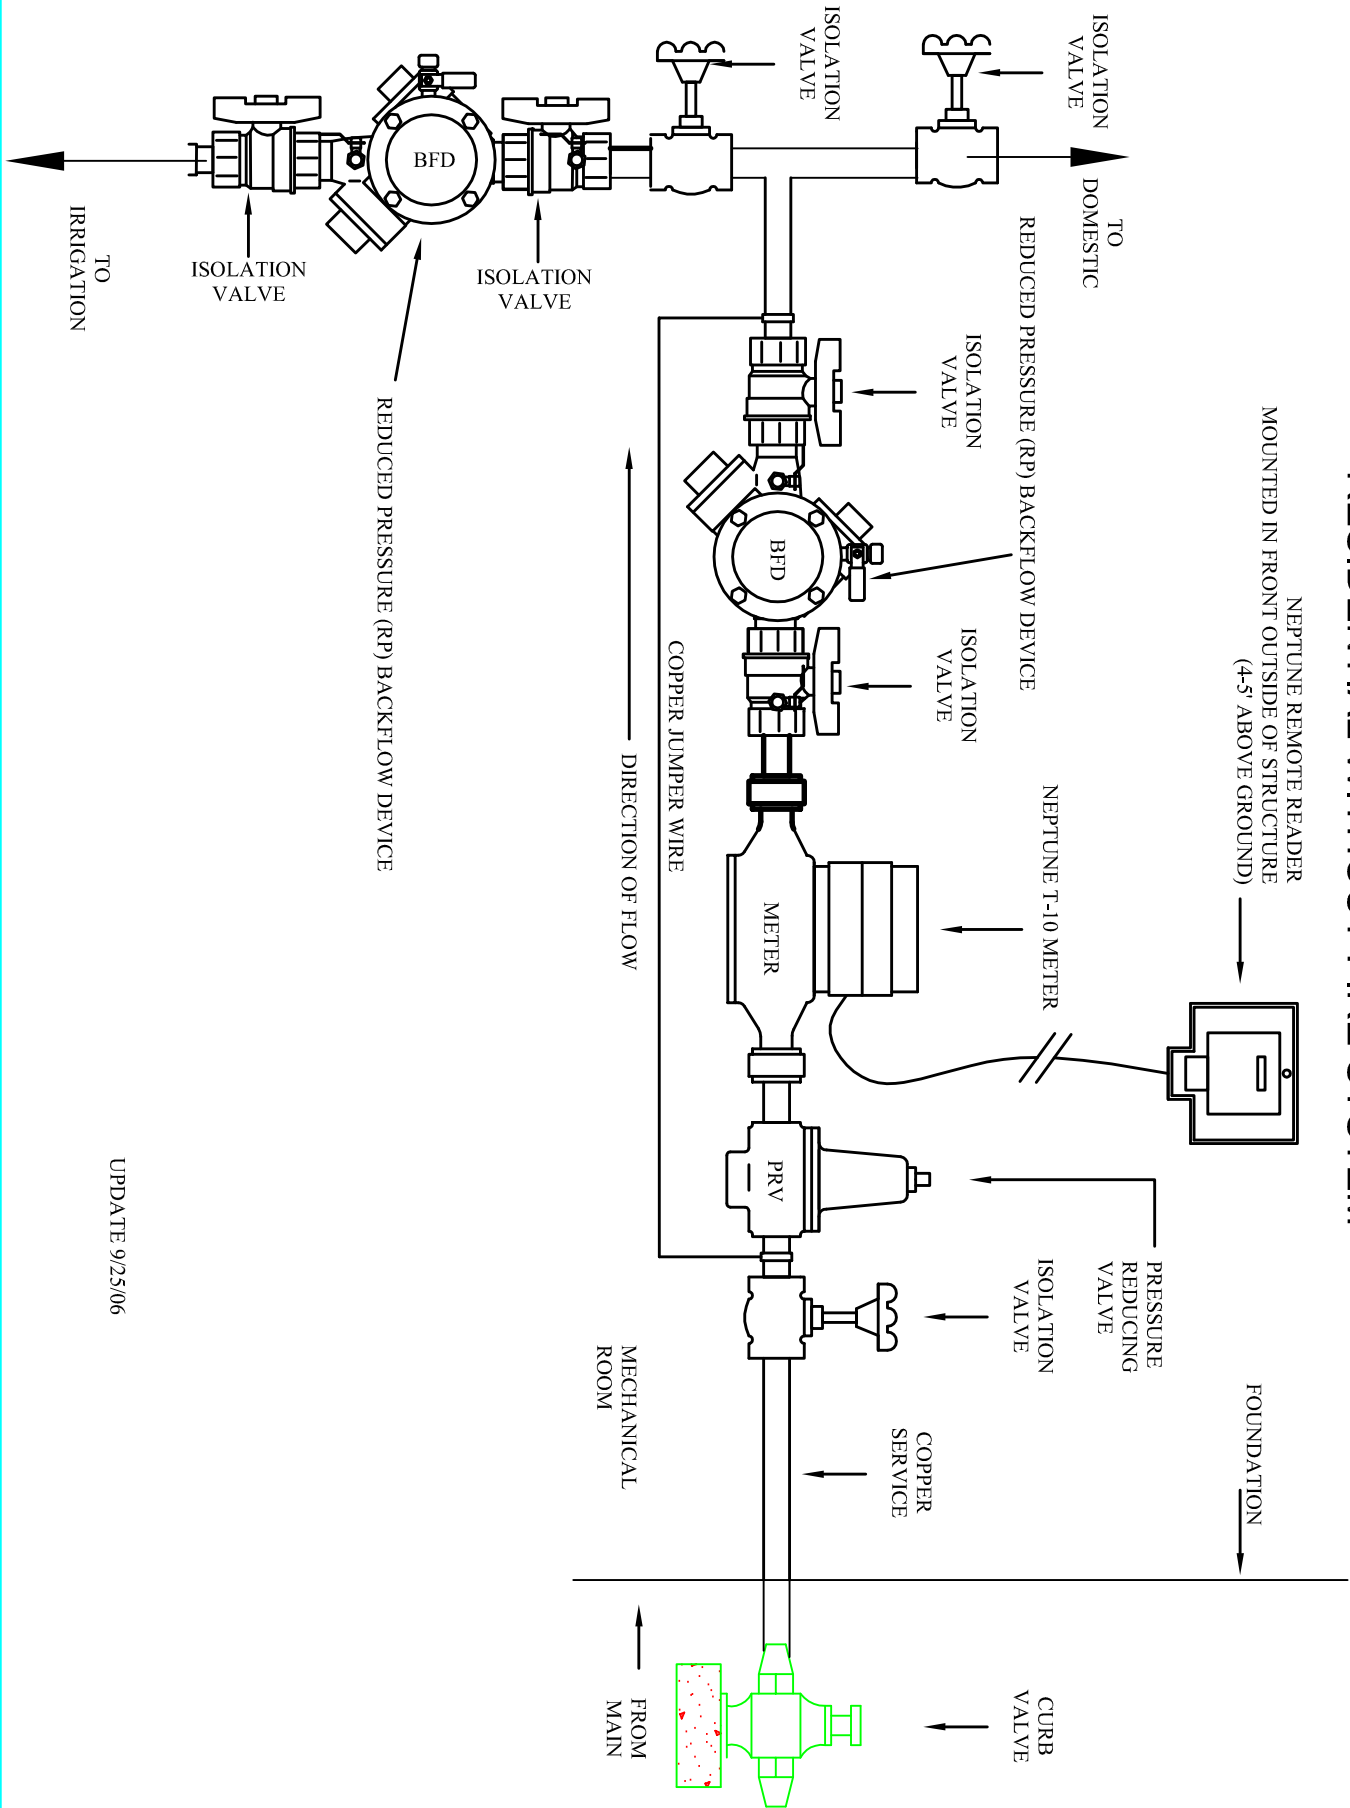 NEPTUNE REMOTE READER
MOUNTED IN FRONT OUTSIDE OF STRUCTURE
(4-5' ABOVE GROUND)
FOUNDATION
ISOLATION
VALVE
TO
DOMESTIC
REDUCED PRESSURE (RP) BACKFLOW DEVICE
NEPTUNE T-10 METER
PRESSURE
REDUCING
VALVE
ISOLATION
VALVE
CURB
VALVE
ISOLATION
VALVE
ISOLATION
VALVE
ISOLATION
VALVE
COPPER
SERVICE
BFD
METER
PRV
COPPER JUMPER WIRE
DIRECTION OF FLOW
MECHANICAL
ROOM
FROM
MAIN
BFD
ISOLATION
VALVE
ISOLATION
VALVE
REDUCED PRESSURE (RP) BACKFLOW DEVICE
TO
IRRIGATION
UPDATE 9/25/06